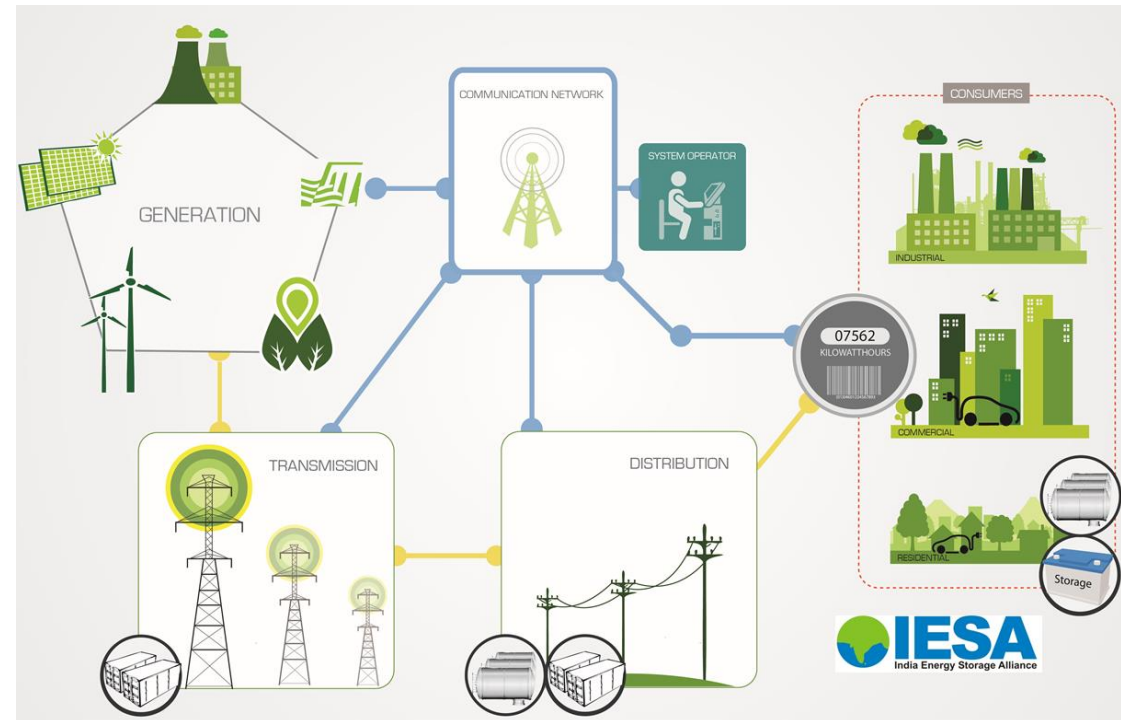 COMMUNICATION NETWORK
CONSUMERS
SYSTEM OPERATOR
GENERATION
INDUSTRIAL
07562
KILOWATTHOURS
COMMERCIAL
TRANSMISSION
DISTRIBUTION
RESIDENTIAL
Storage
IESA
India Energy Storage Alliance